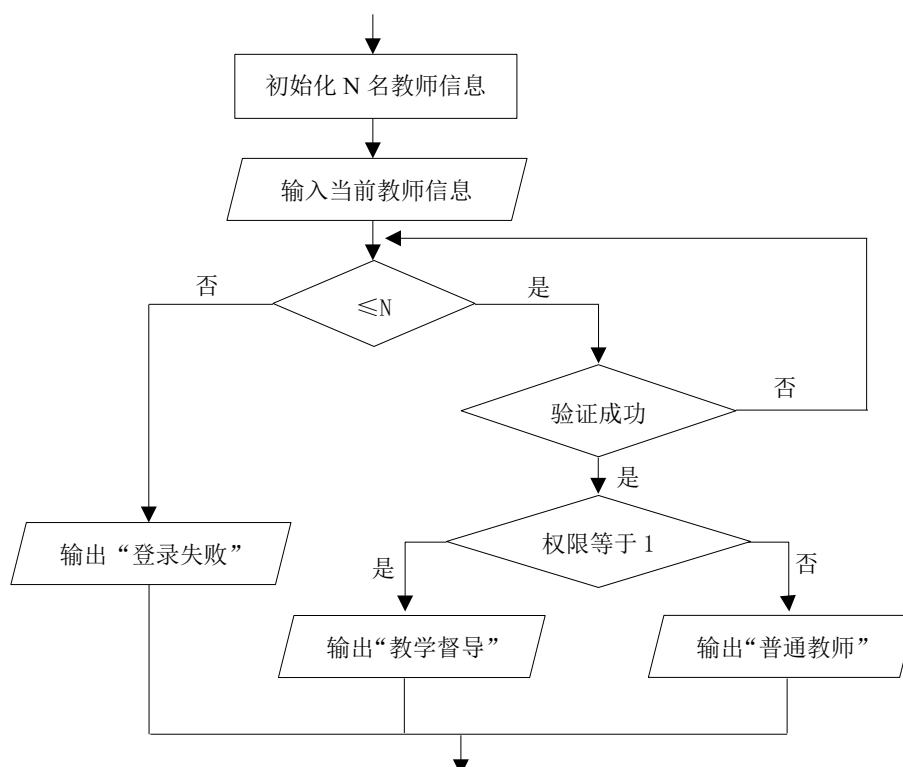 初始化 N 名教师信息
输入当前教师信息
否
≤N
是
验证成功
否
是
权限等于 1
输出“登录失败”
是
否
输出“教学督导”
输出“普通教师”